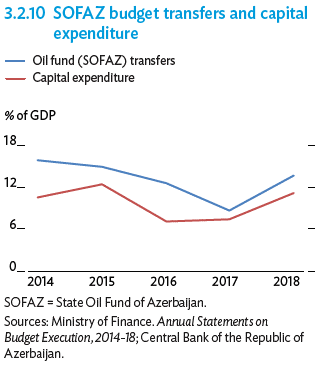 3.2.10 SOFAZ budget transfers and capital
expenditure
Oil fund (SOFAZ) transfers
Capital expenditure
% of GDP
18
12
6
0
2014 2015 2016 2017 2018
SOFAZ = State Oil Fund of Azerbaijan.
Sources: Ministry of Finance. Annual Statements on
Budget Execution, 2014-18; Central Bank of the Republic of
Azerbaijan.